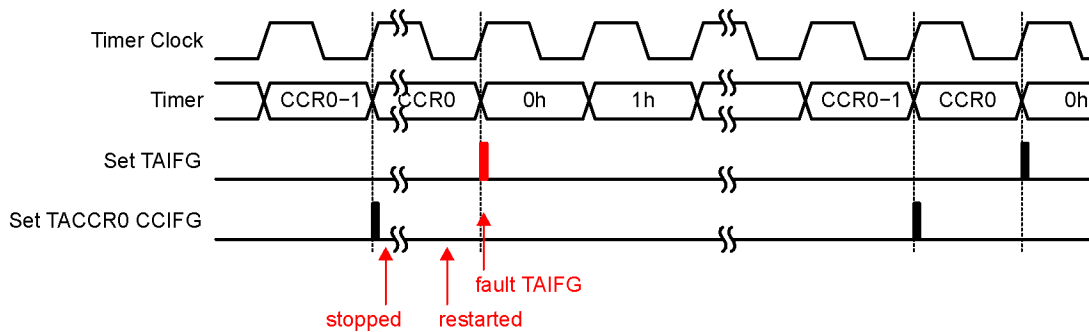 Timer Clock
Timer CCR0−1 CCR0 0h 1h CCR0−1 CCR0 0h
Set TAIFG
Set TACCR0 CCIFG
fault TAIFG
stopped restarted